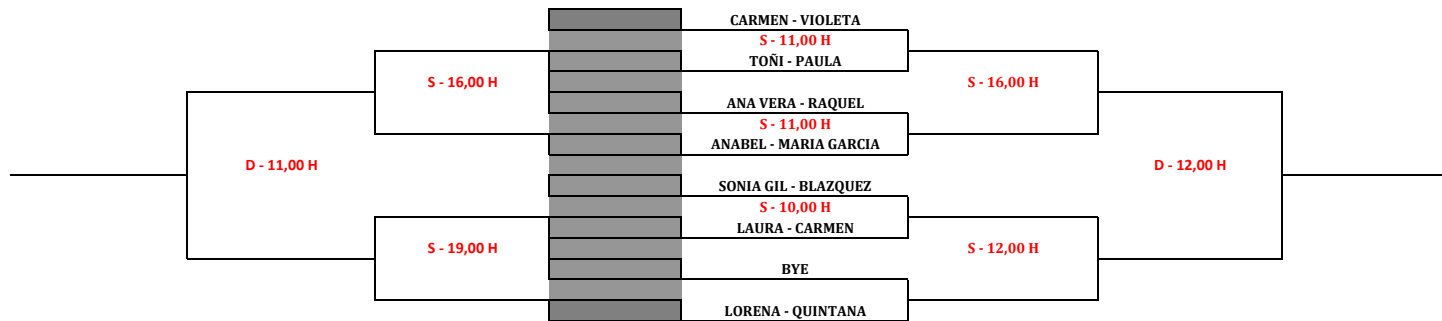 CARMEN - VIOLETA
S - 11,00 H
TOÑI - PAULA
S - 16,00 H
S - 16,00 H
ANA VERA - RAQUEL
S - 11,00 H
ANABEL - MARIA GARCIA
D - 11,00 H
D - 12,00 H
SONIA GIL - BLAZQUEZ
S - 10,00 H
LAURA - CARMEN
S - 19,00 H
S - 12,00 H
BYE
LORENA - QUINTANA